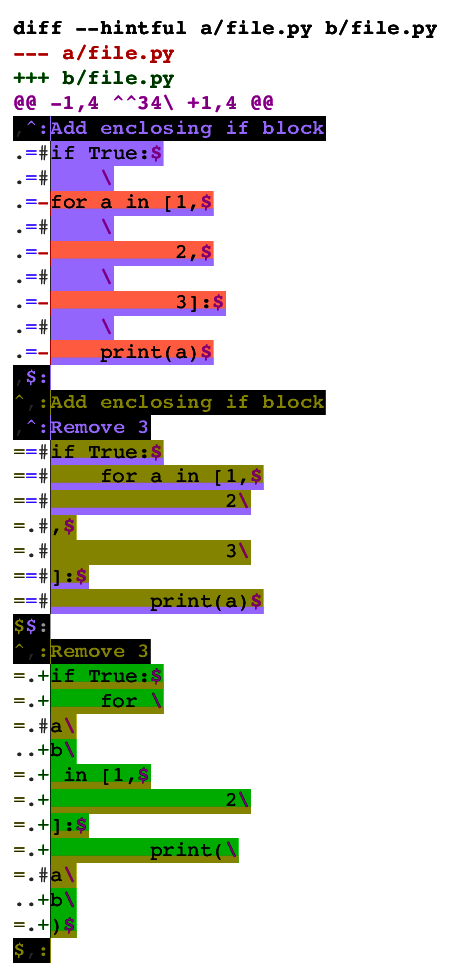 diff --hintful a/file.py b/file.py
--- a/file.py
+++ b/file.py
@@ -1,4 ^^34\ +1,4 @@
,^:Add enclosing if block
.=#if True:$
.=#    \
.=-for a in [1,$
.=#    \
.=-          2,$
.=#    \
.=-          3]:$
.=#    \
.=-    print(a)$
,$:
^,:Add enclosing if block
,^:Remove 3
==#if True:$
==#    for a in [1,$
==#              2\
=.#,$
=.#              3\
==#]:$
==#        print(a)$
$$:
^,:Remove 3
=.+if True:$
=.+    for \
=.#a\
..+b\
=.+ in [1,$
=.+              2\
=.+]:$
=.+        print(\
=.#a\
..+b\
=.+)$
$,: